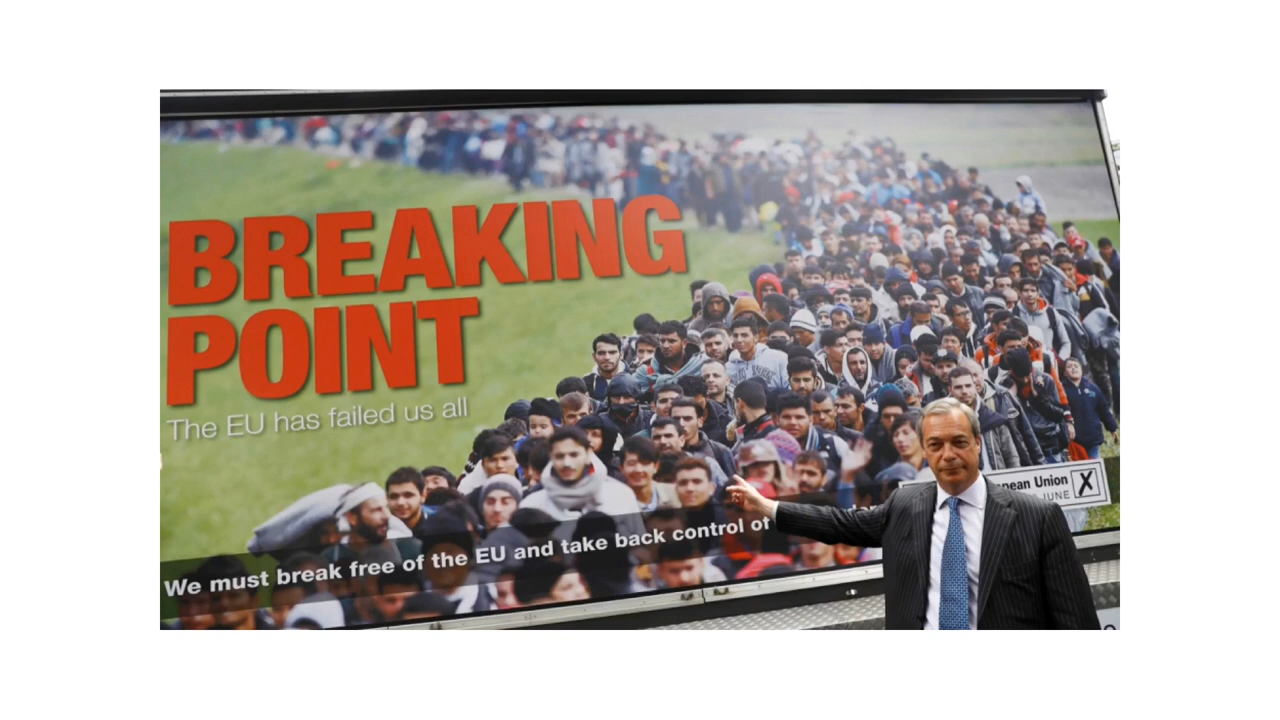 BREAKING
POINT
The EU has failed us all
pean Union X
JUNE
We must break free of the EU and take back control of